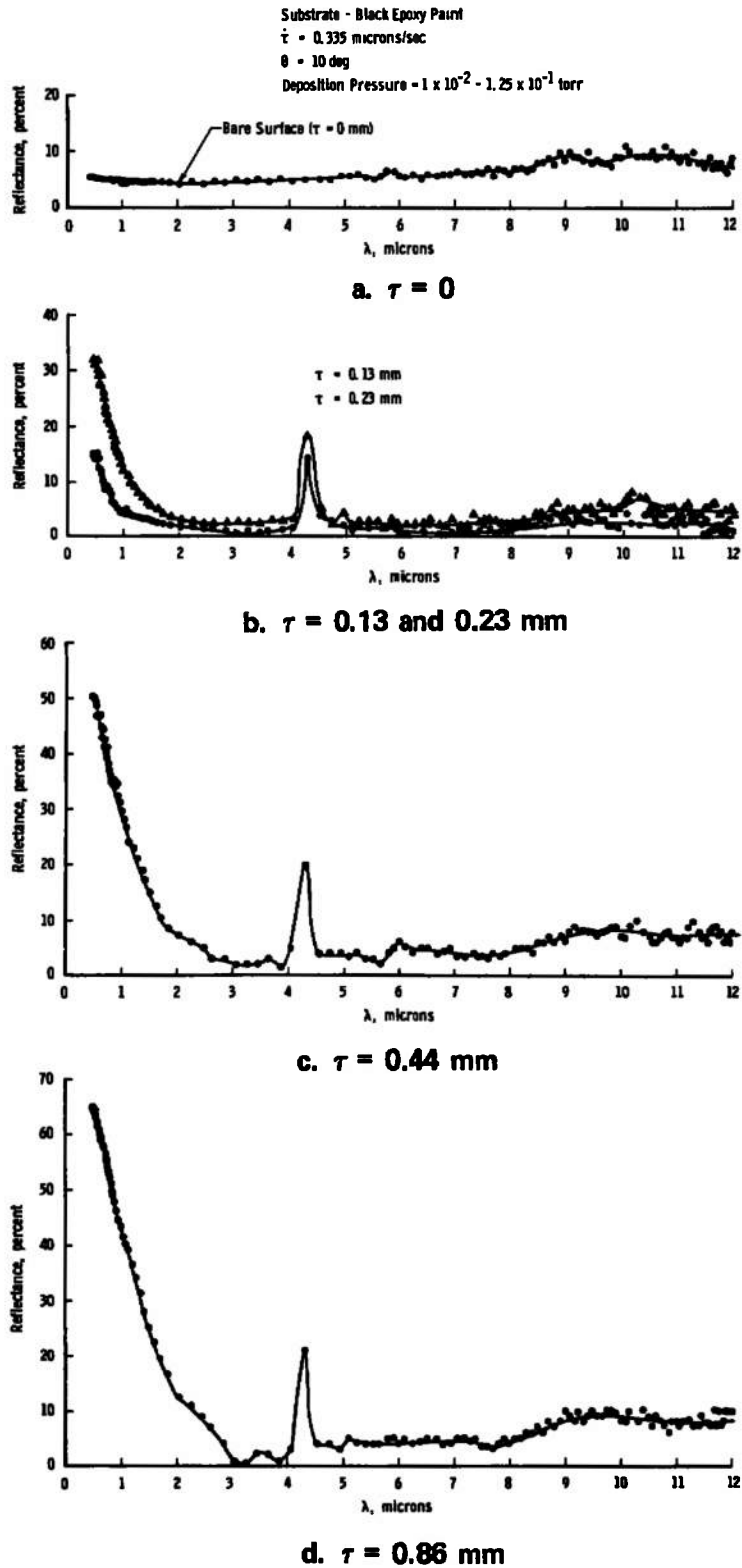 Substrate - Black Epoxy Paint
τ̇ = 0.335 microns/sec
θ = 10 deg
Deposition Pressure = 1 x 10⁻² - 1.25 x 10⁻¹ torr
20
10
0
Reflectance, percent
Bare Surface (τ = 0 mm)
0 1 2 3 4 5 6 7 8 9 10 11 12
λ, microns
a. τ = 0
40
30
20
10
0
Reflectance, percent
τ = 0.13 mm
τ = 0.23 mm
0 1 2 3 4 5 6 7 8 9 10 11 12
λ, microns
b. τ = 0.13 and 0.23 mm
60
50
40
30
20
10
0
Reflectance, percent
0 1 2 3 4 5 6 7 8 9 10 11 12
λ, microns
c. τ = 0.44 mm
70
60
50
40
30
20
10
0
Reflectance, percent
0 1 2 3 4 5 6 7 8 9 10 11 12
λ, microns
d. τ = 0.86 mm